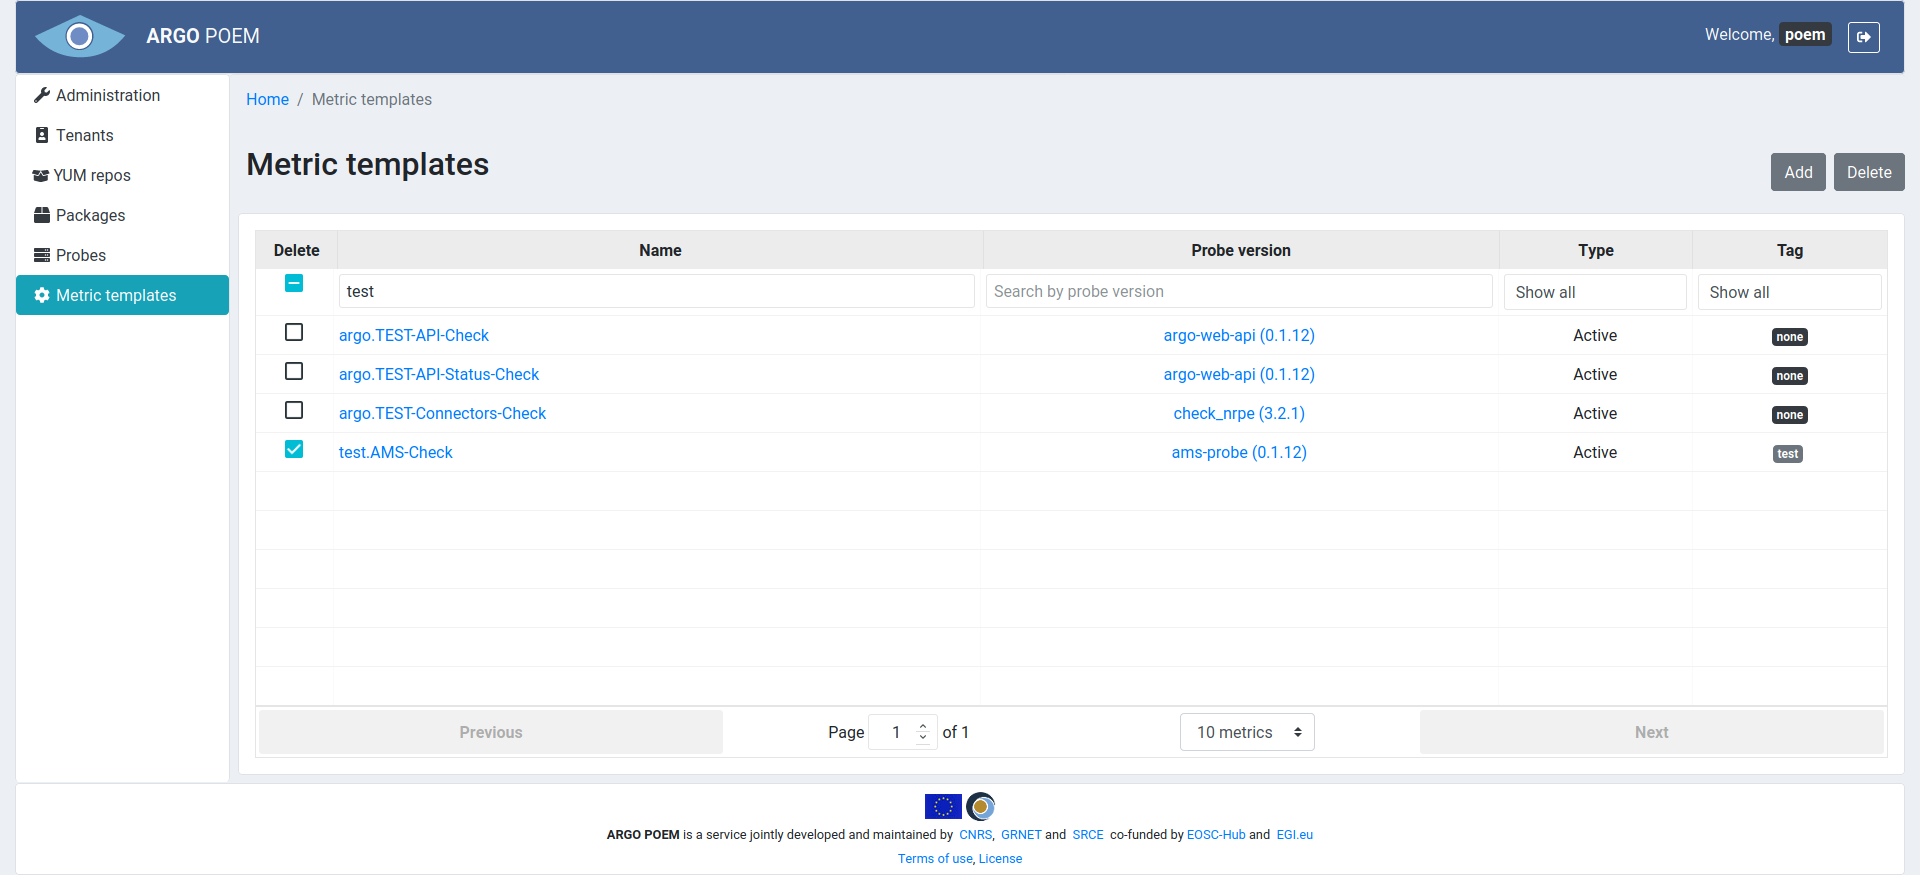 ARGO POEM
Welcome, poem
Administration
Tenants
YUM repos
Packages
Probes
Metric templates
Home / Metric templates
Metric templates
Add Delete
Delete Name Probe version Type Tag
test Search by probe version Show all Show all
argo.TEST-API-Check argo-web-api (0.1.12) Active none
argo.TEST-API-Status-Check argo-web-api (0.1.12) Active none
argo.TEST-Connectors-Check check_nrpe (3.2.1) Active none
test.AMS-Check ams-probe (0.1.12) Active test
Previous Page 1 of 1 10 metrics Next
ARGO POEM is a service jointly developed and maintained by CNRS, GRNET and SRCE co-funded by EOSC-Hub and EGI.eu
Terms of use, License